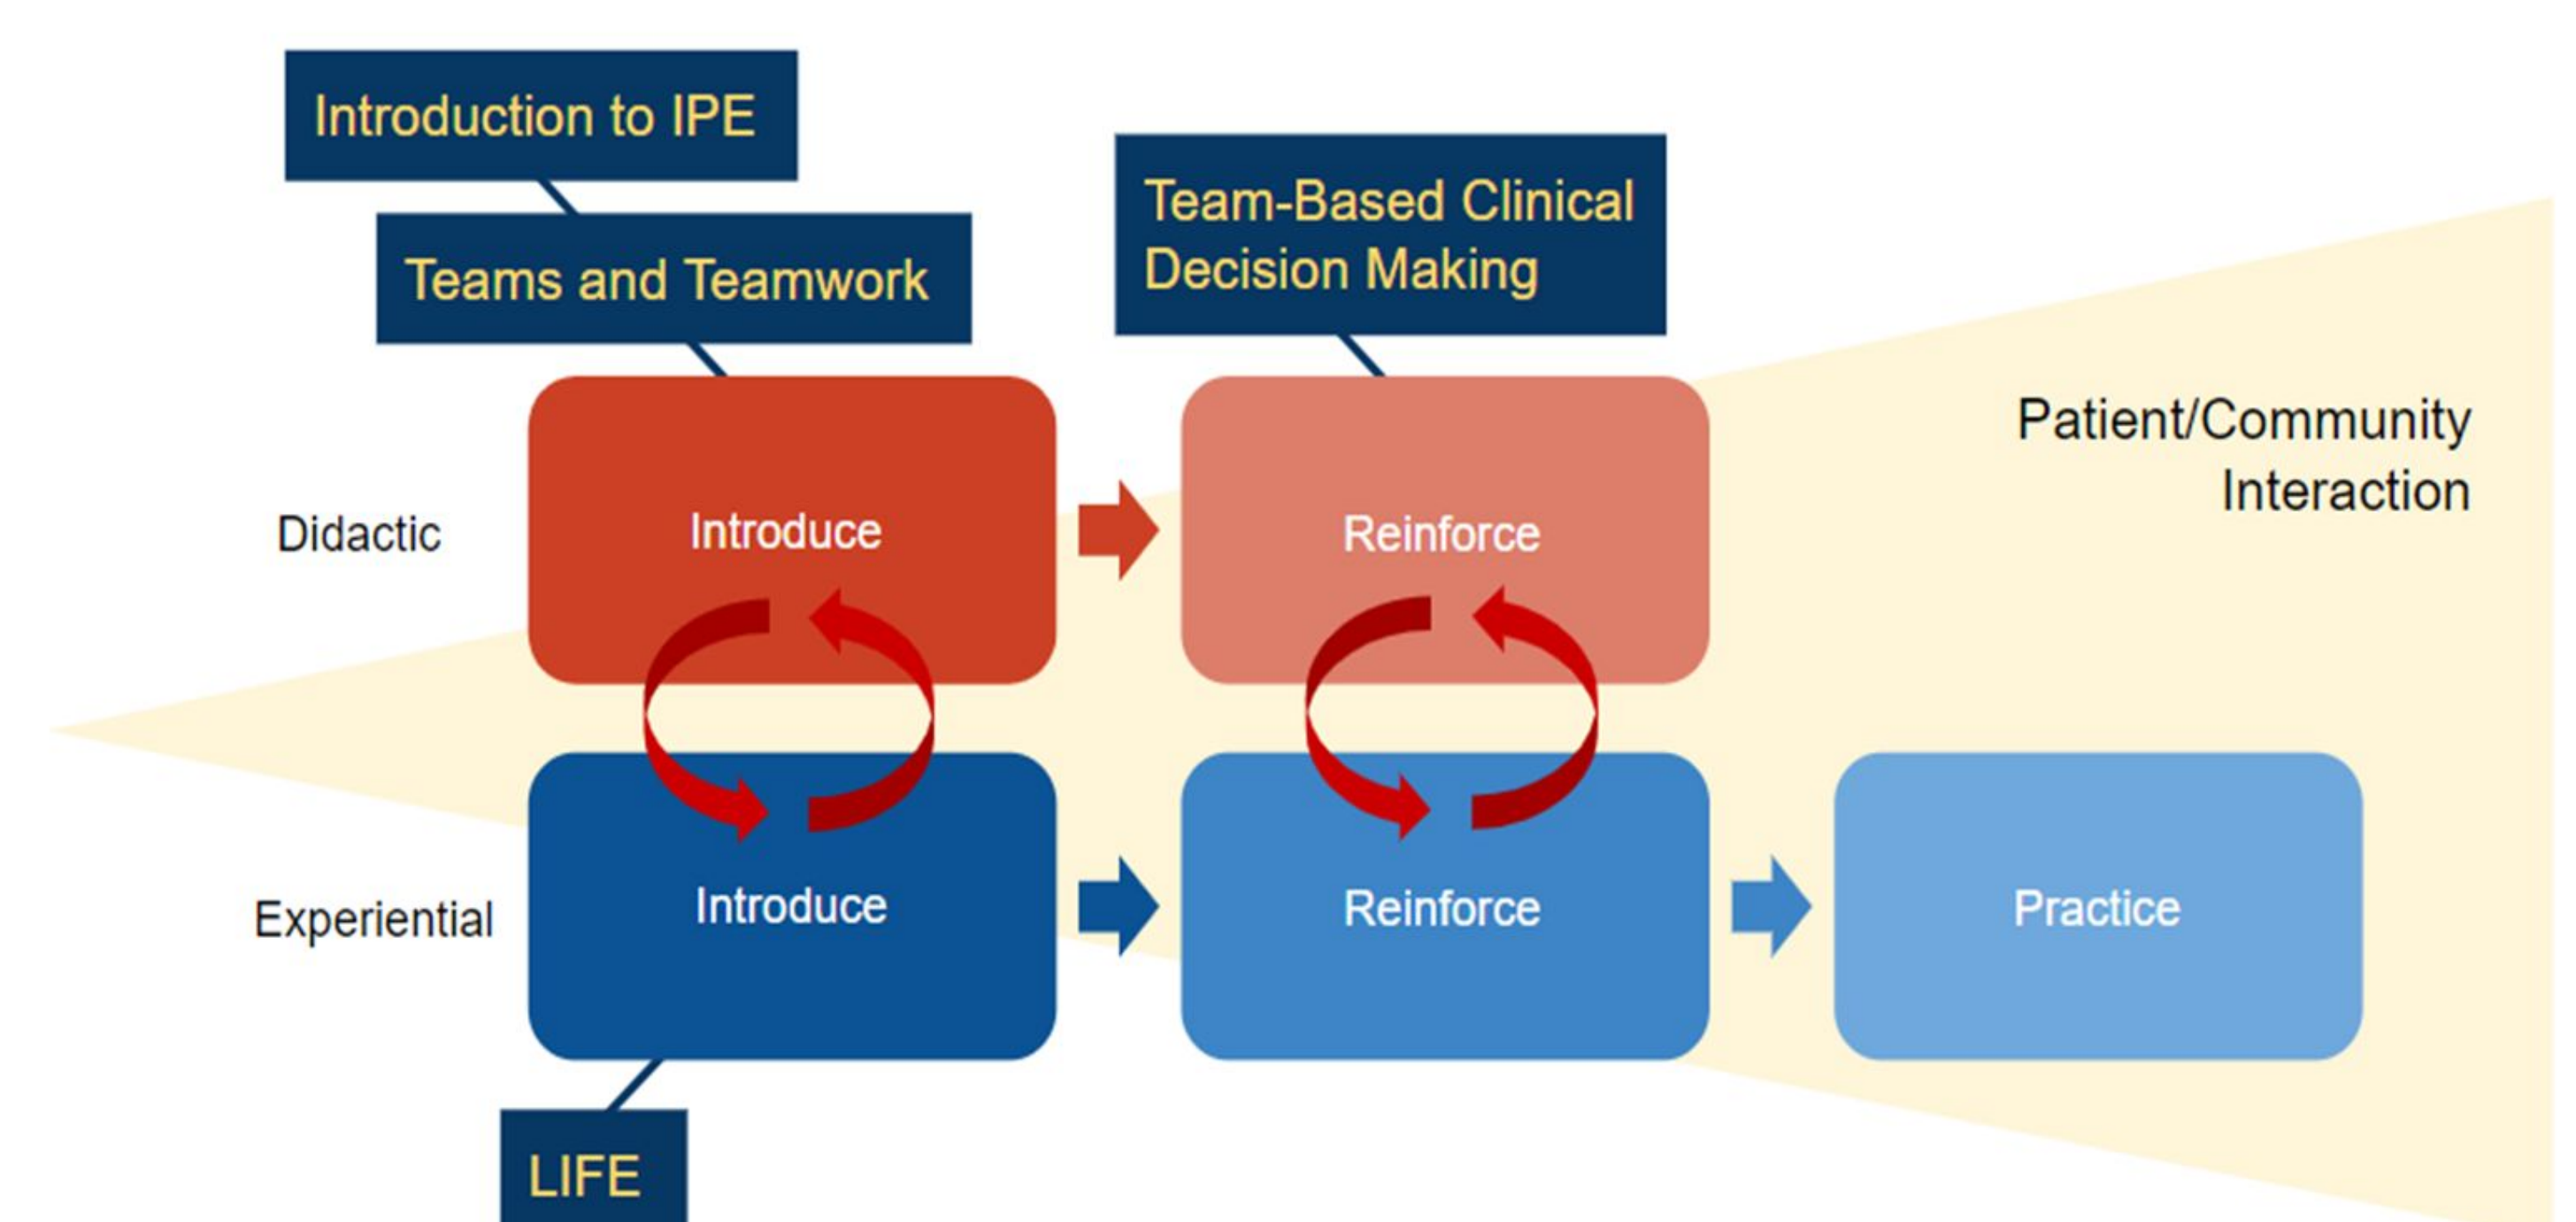 Introduction to IPE
Teams and Teamwork
Team-Based Clinical
Decision Making
Patient/Community
Interaction
Didactic
Introduce
Reinforce
Experiential
Introduce
Reinforce
Practice
LIFE